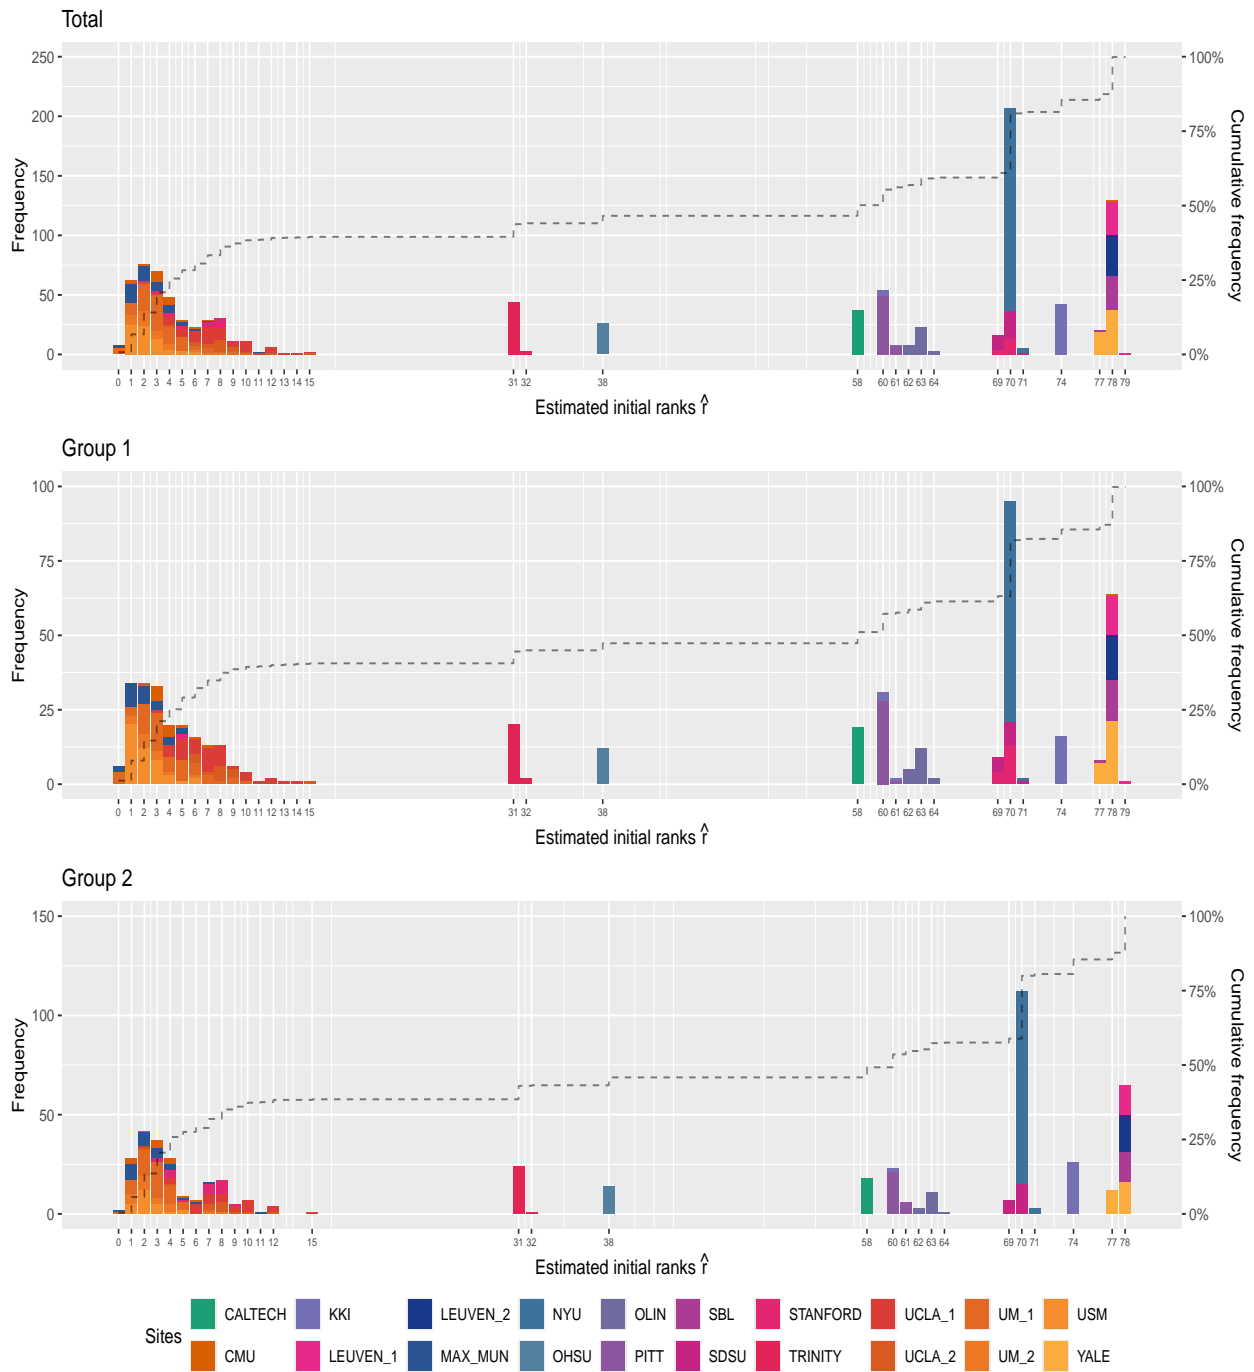 Total
250
200
150
100
50
0
100%
75%
50%
25%
0%
Frequency
Cumulative frequency
0 1 2 3 4 5 6 7 8 9 10 11 12 13 14 15 31 32 38 58 60 61 62 63 64 69 70 71 74 77 78 79
Estimated initial ranks r̂
Group 1
100
75
50
25
0
100%
75%
50%
25%
0%
Frequency
Cumulative frequency
0 1 2 3 4 5 6 7 8 9 10 11 12 13 14 15 31 32 38 58 60 61 62 63 64 69 70 71 74 77 78 79
Estimated initial ranks r̂
Group 2
150
100
50
0
100%
75%
50%
25%
0%
Frequency
Cumulative frequency
0 1 2 3 4 5 6 7 8 9 10 11 12 15 31 32 38 58 60 61 62 63 64 69 70 71 74 77 78
Estimated initial ranks r̂
Sites
CALTECH KKI LEUVEN_2 NYU OLIN SBL STANFORD UCLA_1 UM_1 USM
CMU LEUVEN_1 MAX_MUN OHSU PITT SDSU TRINITY UCLA_2 UM_2 YALE